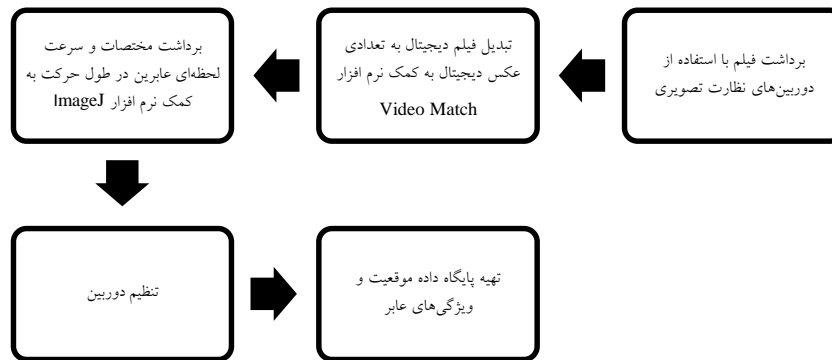 برداشت فیلم با استفاده از
دوربین‌های نظارت تصویری
تبدیل فیلم دیجیتال به تعدادی
عکس دیجیتال به کمک نرم افزار
Video Match
برداشت مختصات و سرعت
لحظه‌ای عابرین در طول حرکت به
کمک نرم افزار ImageJ
تنظیم دوربین
تهیه پایگاه داده موقعیت و
ویژگی‌های عابر